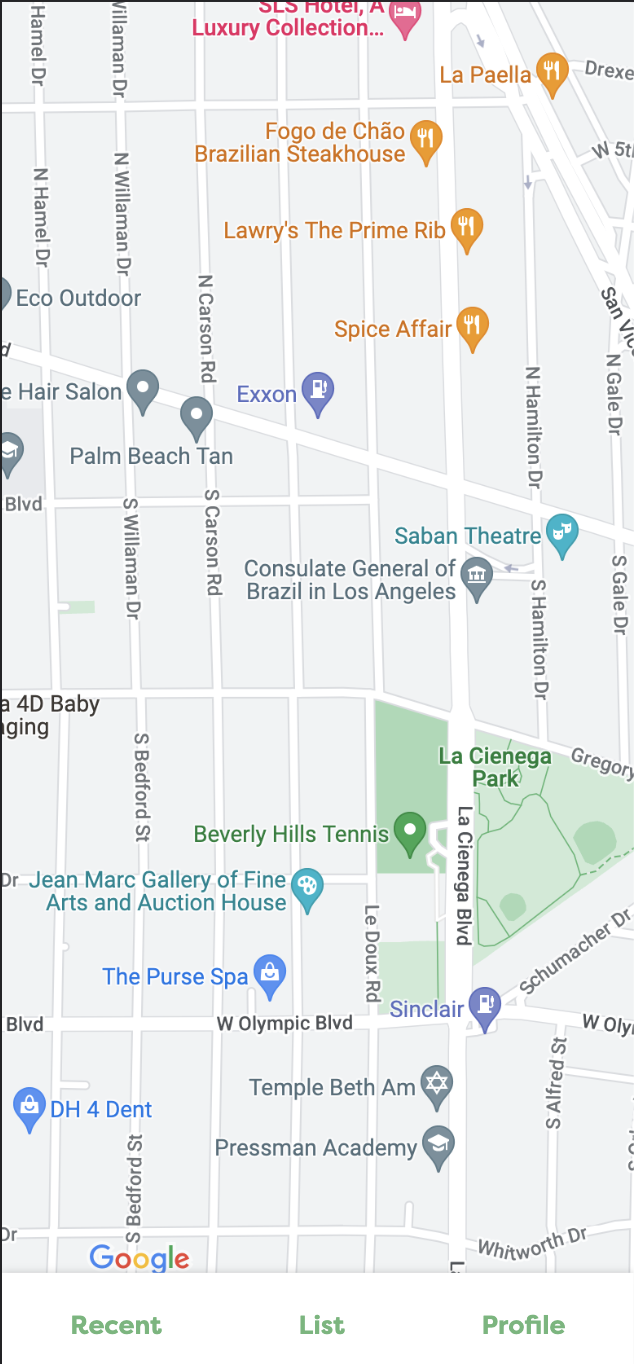 SLS Hotel, A
Luxury Collection...
Hamel Dr
Willaman Dr
La Paella
Drexe
Fogo de Chão
Brazilian Steakhouse
W 5th
N Hamel Dr
N Willaman Dr
Lawry's The Prime Rib
Eco Outdoor
N Carson Rd
San Vic
Spice Affair
d
e Hair Salon
Exxon
N Hamilton Dr
N Gale Dr
Palm Beach Tan
Blvd
S Willaman Dr
S Carson Rd
Saban Theatre
Consulate General of
Brazil in Los Angeles
S Hamilton Dr
S Gale Dr
a 4D Baby
aging
S Bedford St
La Cienega
Park
Gregory
Beverly Hills Tennis
La Cienega Blvd
Dr
Jean Marc Gallery of Fine
Arts and Auction House
Le Doux Rd
Schumacher Dr
The Purse Spa
Sinclair
Blvd
W Olympic Blvd
W Oly
Temple Beth Am
S Alfred St
DH 4 Dent
Pressman Academy
S Bedford St
Dr
Whitworth Dr
Google
La
Recent
List
Profile